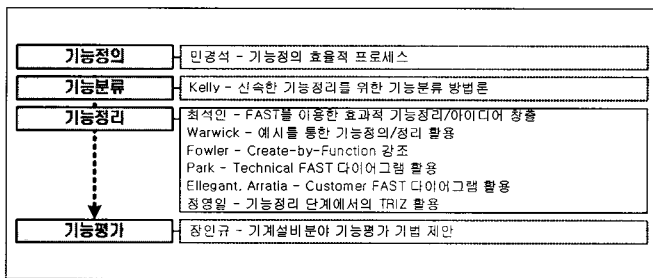 기능정의
민경석 - 기능정의 효율적 프로세스
기능분류
Kelly - 신속한 기능정리를 위한 기능분류 방법론
기능정리
최석인 - FAST를 이용한 효과적 기능정리/아이디어 창출
Warwick - 예시를 통한 기능정의/정리 활용
Fowler - Create-by-Function 강조
Park - Technical FAST 다이어그램 활용
Ellegant, Arratia - Customer FAST 다이어그램 활용
정영일 - 기능정리 단계에서의 TRIZ 활용
기능평가
장인규 - 기계설비분야 기능평가 기법 제안